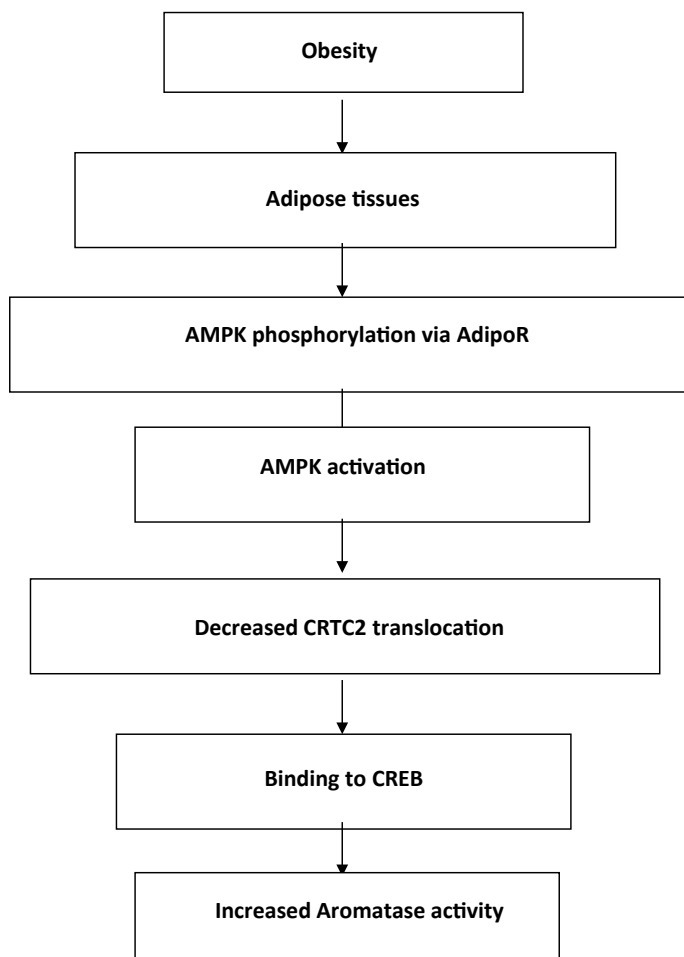 Obesity
Adipose tissues
AMPK phosphorylation via AdipoR
AMPK activation
Decreased CRTC2 translocation
Binding to CREB
Increased Aromatase activity